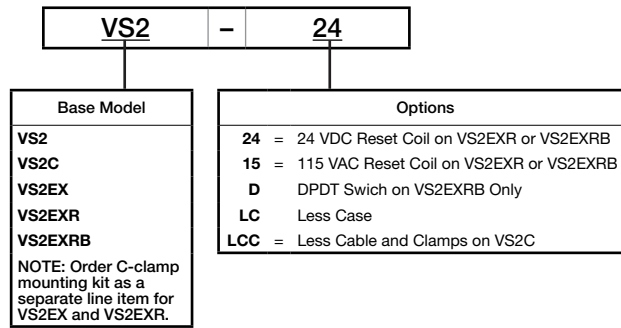 VS2 – 24
Base Model
VS2
VS2C
VS2EX
VS2EXR
VS2EXRB
NOTE: Order C-clamp
mounting kit as a
separate line item for
VS2EX and VS2EXR.
Options
24 = 24 VDC Reset Coil on VS2EXR or VS2EXRB
15 = 115 VAC Reset Coil on VS2EXR or VS2EXRB
D DPDT Swich on VS2EXRB Only
LC Less Case
LCC = Less Cable and Clamps on VS2C